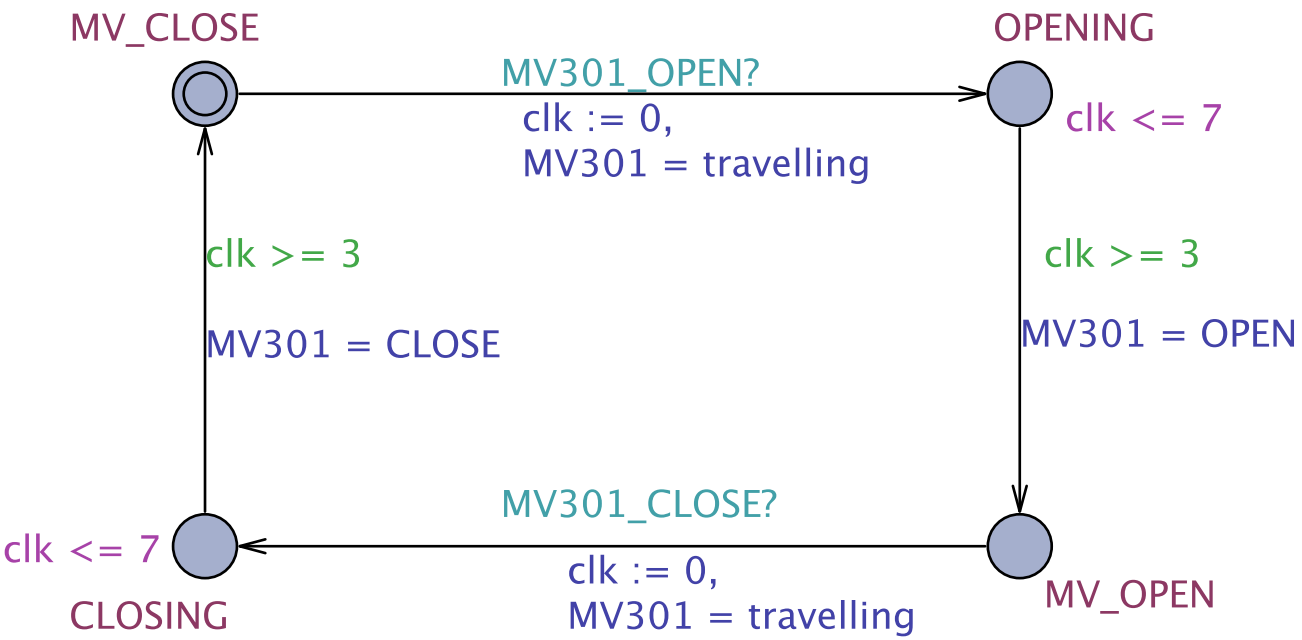 MV_CLOSE
OPENING
MV301_OPEN?
clk := 0,
MV301 = travelling
clk <= 7
clk >= 3
clk >= 3
MV301 = CLOSE
MV301 = OPEN
MV301_CLOSE?
clk := 0,
MV301 = travelling
clk <= 7
CLOSING
MV_OPEN